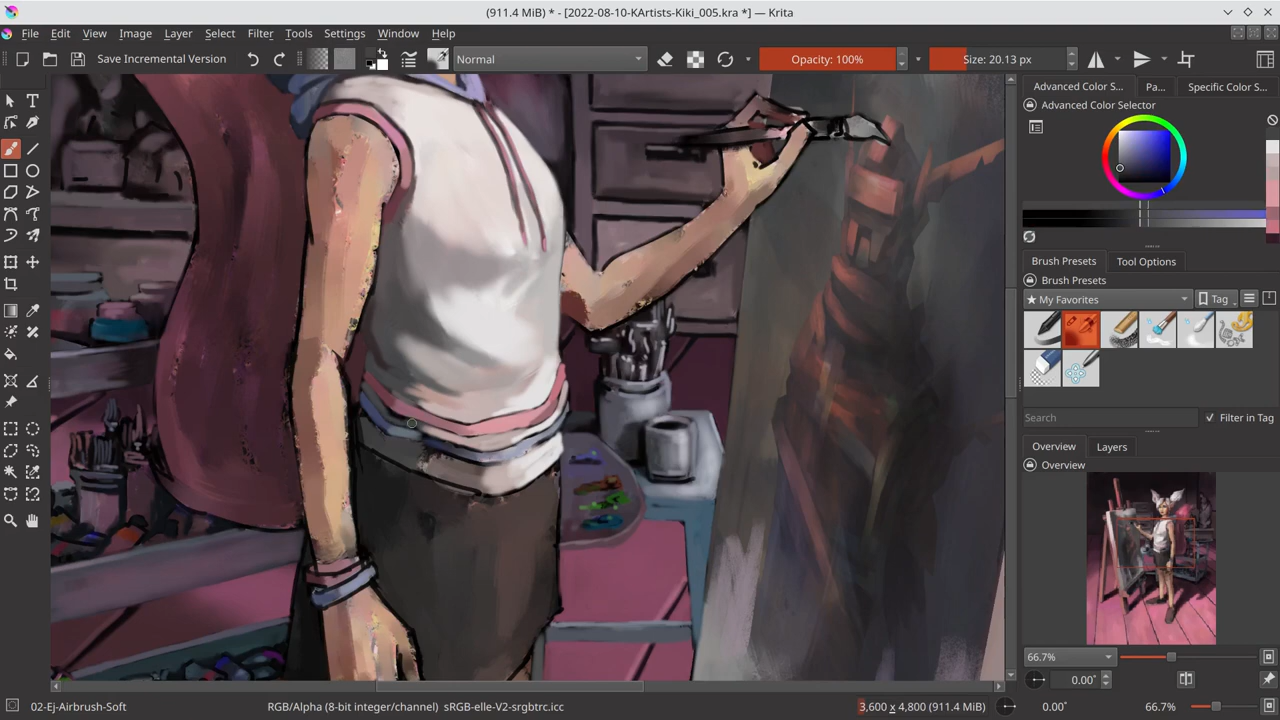 (911.4 MiB) * - [2022-08-10-KArtists-Kiki_005.kra *] — Krita
File Edit View Image Layer Select Filter Tools Settings Window Help
Save Incremental Version Normal Opacity: 100% Size: 20.13 px
Advanced Color S... Pa... Specific Color S...
Advanced Color Selector
Brush Presets Tool Options
Brush Presets
★ My Favorites Tag
Search Filter in Tag
Overview Layers
Overview
66.7%
0.00°
02-Ej-Airbrush-Soft RGB/Alpha (8-bit integer/channel) sRGB-elle-V2-srgbtrc.icc 3,600 x 4,800 (911.4 MiB) 0.00° 66.7%